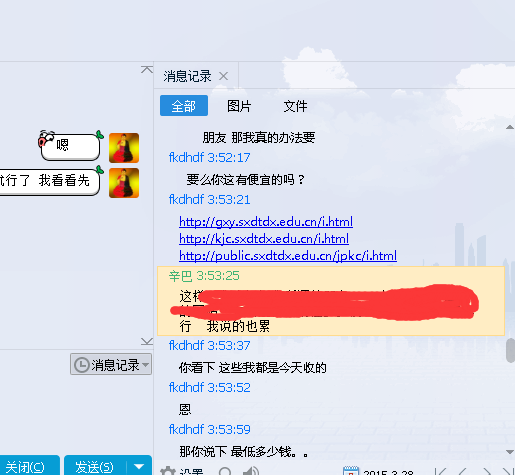 嗯
就行了 我看看先
消息记录
全部 图片 文件
朋友 那我真的办法要
fkdhdf 3:52:17
要么你这有便宜的吗？
fkdhdf 3:53:21
http://gxy.sxdtdx.edu.cn/i.html
http://kjc.sxdtdx.edu.cn/i.html
http://public.sxdtdx.edu.cn/jpkc/i.html
辛巴 3:53:25
这样
行 我说的也累
fkdhdf 3:53:37
你看下 这些我都是今天收的
fkdhdf 3:53:52
恩
fkdhdf 3:53:59
那你说下 最低多少钱。。
消息记录
关闭(C) 发送(S)
设置 2015-3-28